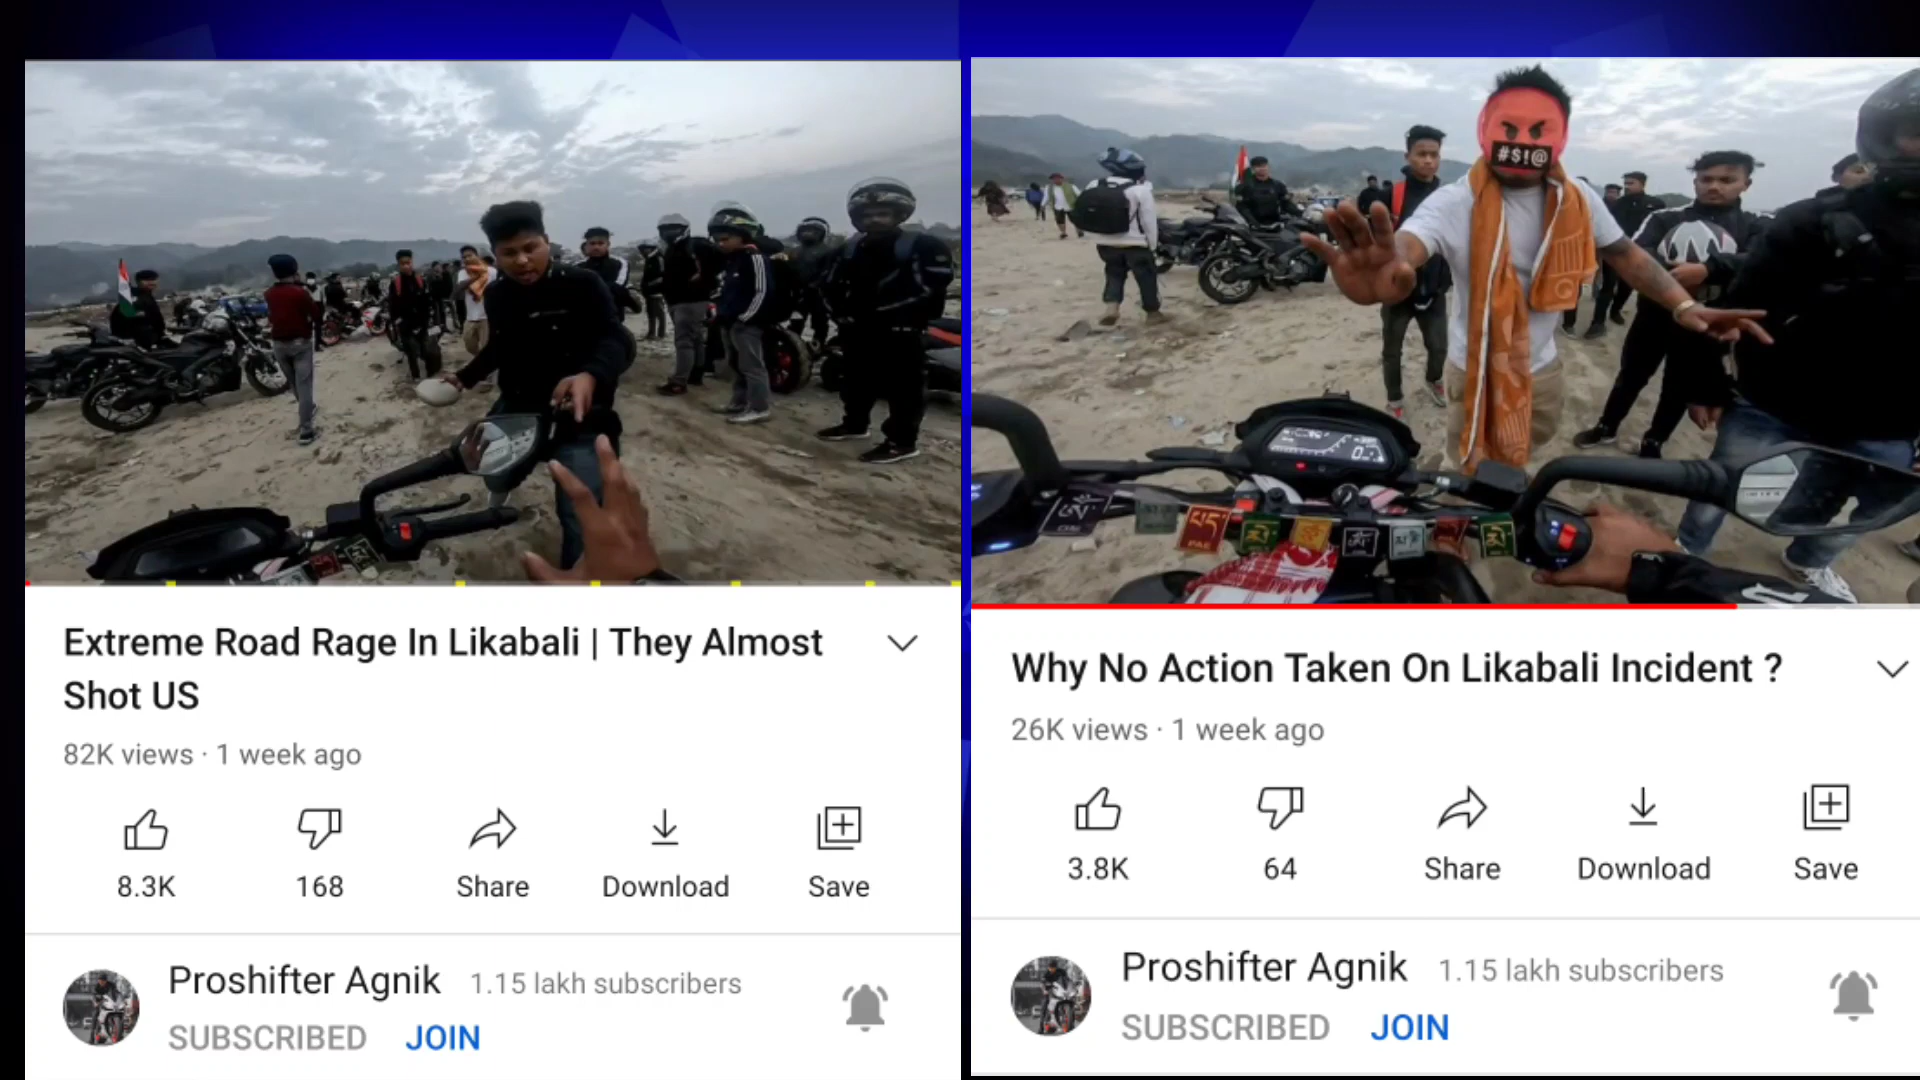 Extreme Road Rage In Likabali | They Almost
Shot US
82K views · 1 week ago
8.3K
168
Share
Download
Save
Proshifter Agnik
1.15 lakh subscribers
SUBSCRIBED
JOIN
#$!@
Why No Action Taken On Likabali Incident ?
26K views · 1 week ago
3.8K
64
Share
Download
Save
Proshifter Agnik
1.15 lakh subscribers
SUBSCRIBED
JOIN